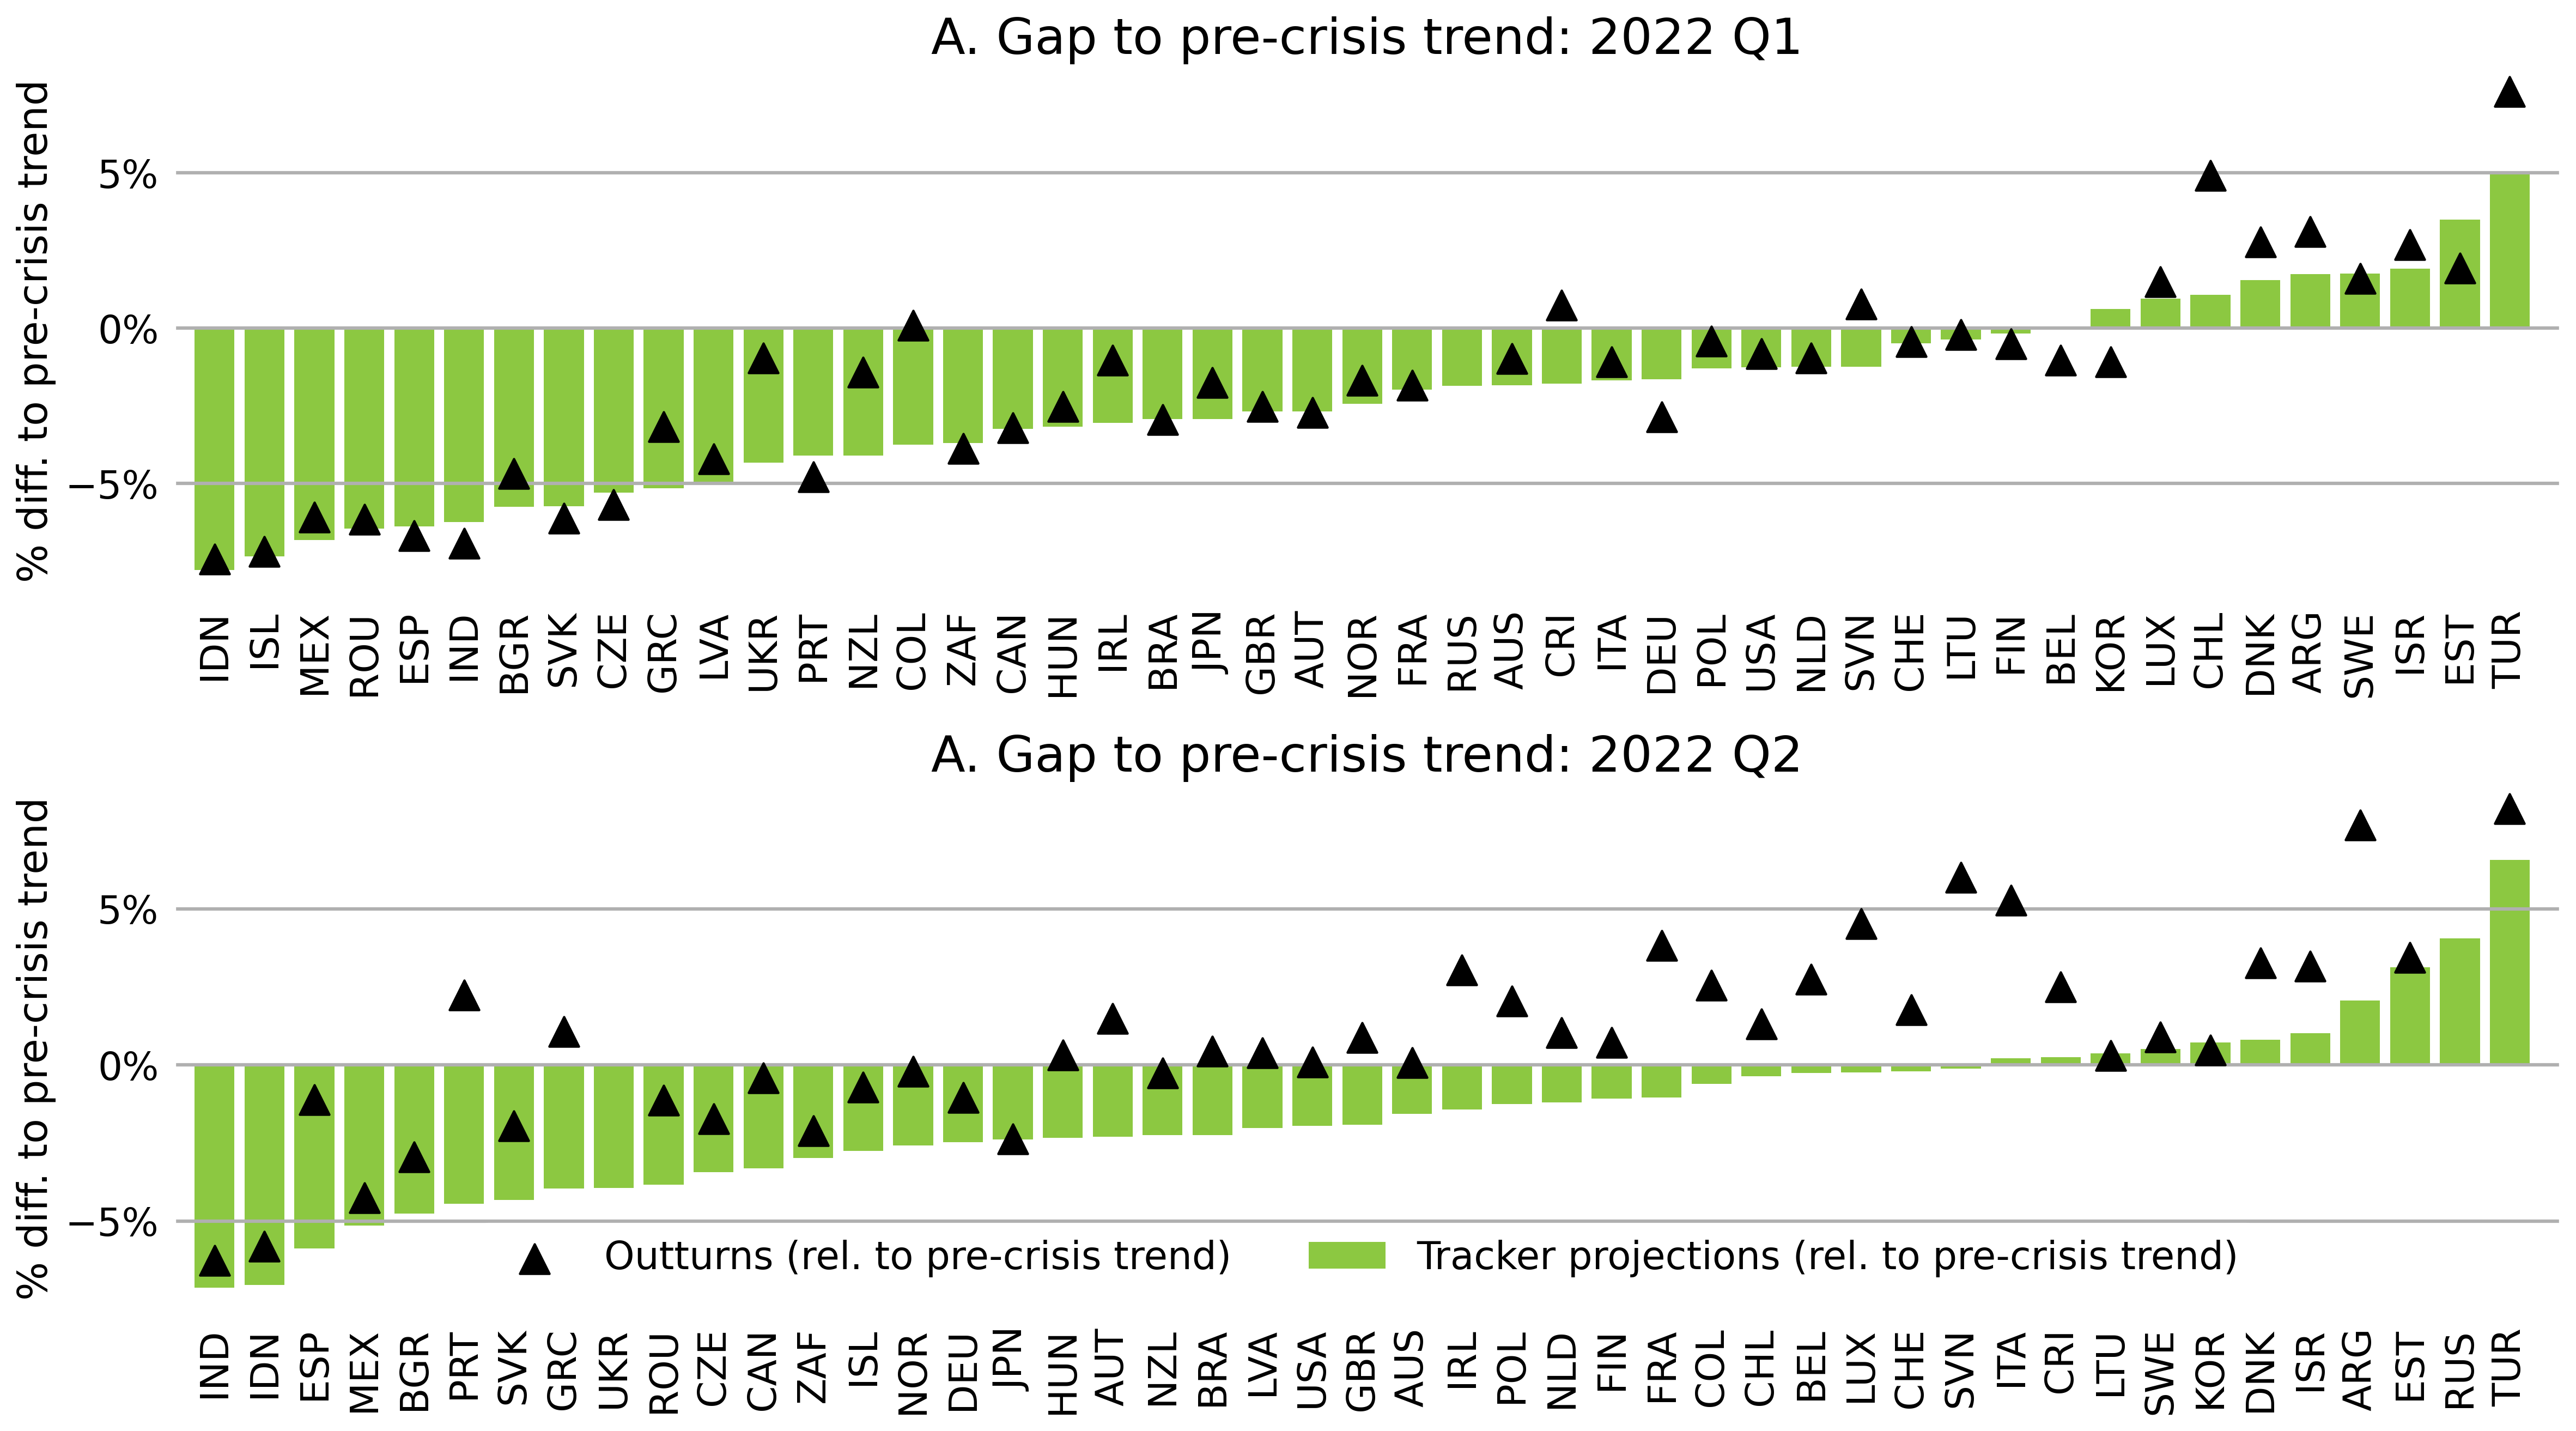 A. Gap to pre-crisis trend: 2022 Q1
% diff. to pre-crisis trend
5%
0%
−5%
IDN ISL MEX ROU ESP IND BGR SVK CZE GRC LVA UKR PRT NZL COL ZAF CAN HUN IRL BRA JPN GBR AUT NOR FRA RUS AUS CRI ITA DEU POL USA NLD SVN CHE LTU FIN BEL KOR LUX CHL DNK ARG SWE ISR EST TUR
A. Gap to pre-crisis trend: 2022 Q2
% diff. to pre-crisis trend
5%
0%
−5%
Outturns (rel. to pre-crisis trend) Tracker projections (rel. to pre-crisis trend)
IND IDN ESP MEX BGR PRT SVK GRC UKR ROU CZE CAN ZAF ISL NOR DEU JPN HUN AUT NZL BRA LVA USA GBR AUS IRL POL NLD FIN FRA COL CHL BEL LUX CHE SVN ITA CRI LTU SWE KOR DNK ISR ARG EST RUS TUR